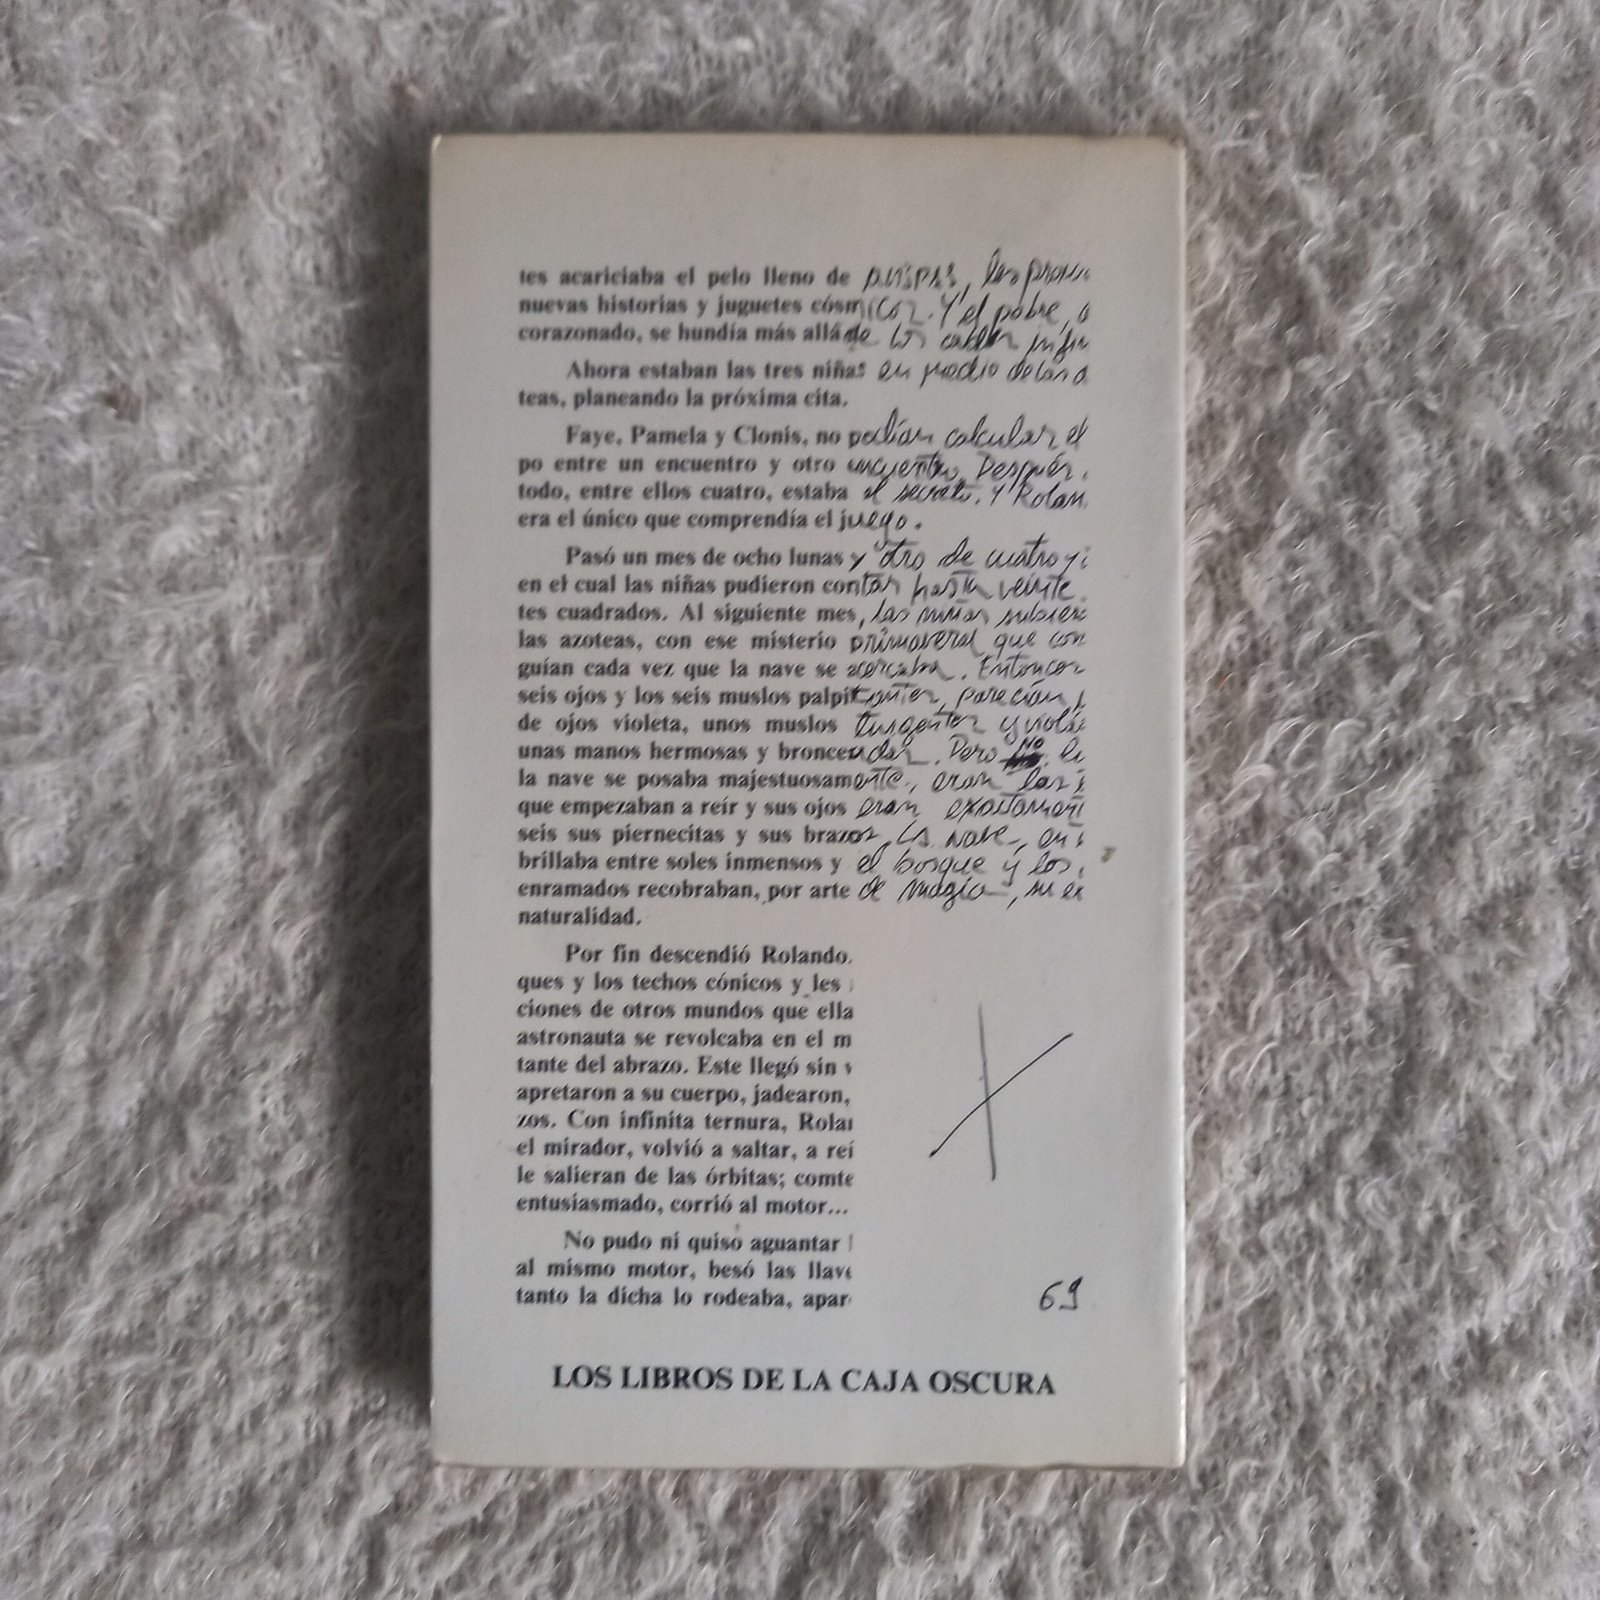 tes acariciaba el pelo lleno de avispas, les
nuevas historias y juguetes cósmicos. Y el pobre,
corazonado, se hundía más allá de los
Ahora estaban las tres niñas en medio de las
teas, planeando la próxima cita.
Faye, Pamela y Clonis, no podían calcular el
po entre un encuentro y otro encuentro. Después
todo, entre ellos cuatro, estaba el secreto. Y Rolan
era el único que comprendía el juego.
Pasó un mes de ocho lunas y otro de cuatro y
en el cual las niñas pudieron contar hasta veinte
tes cuadrados. Al siguiente mes, las niñas subier
las azoteas, con ese misterio primaveral que con
guían cada vez que la nave se acercaba. Entonces
seis ojos y los seis muslos palpitantes, parecían
de ojos violeta, unos muslos turgentes y
unas manos hermosas y bronceadas. Pero NO
la nave se posaba majestuosamente, eran las
que empezaban a reír y sus ojos eran exactament
seis sus piernecitas y sus brazos, la nave, en
brillaba entre soles inmensos y el bosque y los
enramados recobraban, por arte de magia, su
naturalidad.
Por fin descendió Rolando.
ques y los techos cónicos y les
ciones de otros mundos que ella
astronauta se revolcaba en el m
tante del abrazo. Este llegó sin v
apretaron a su cuerpo, jadearon,
zos. Con infinita ternura, Rolan
el mirador, volvió a saltar, a reí
le salieran de las órbitas; comte
entusiasmado, corrió al motor...
No pudo ni quiso aguantar
al mismo motor, besó las llave
tanto la dicha lo rodeaba, apar
69
LOS LIBROS DE LA CAJA OSCURA